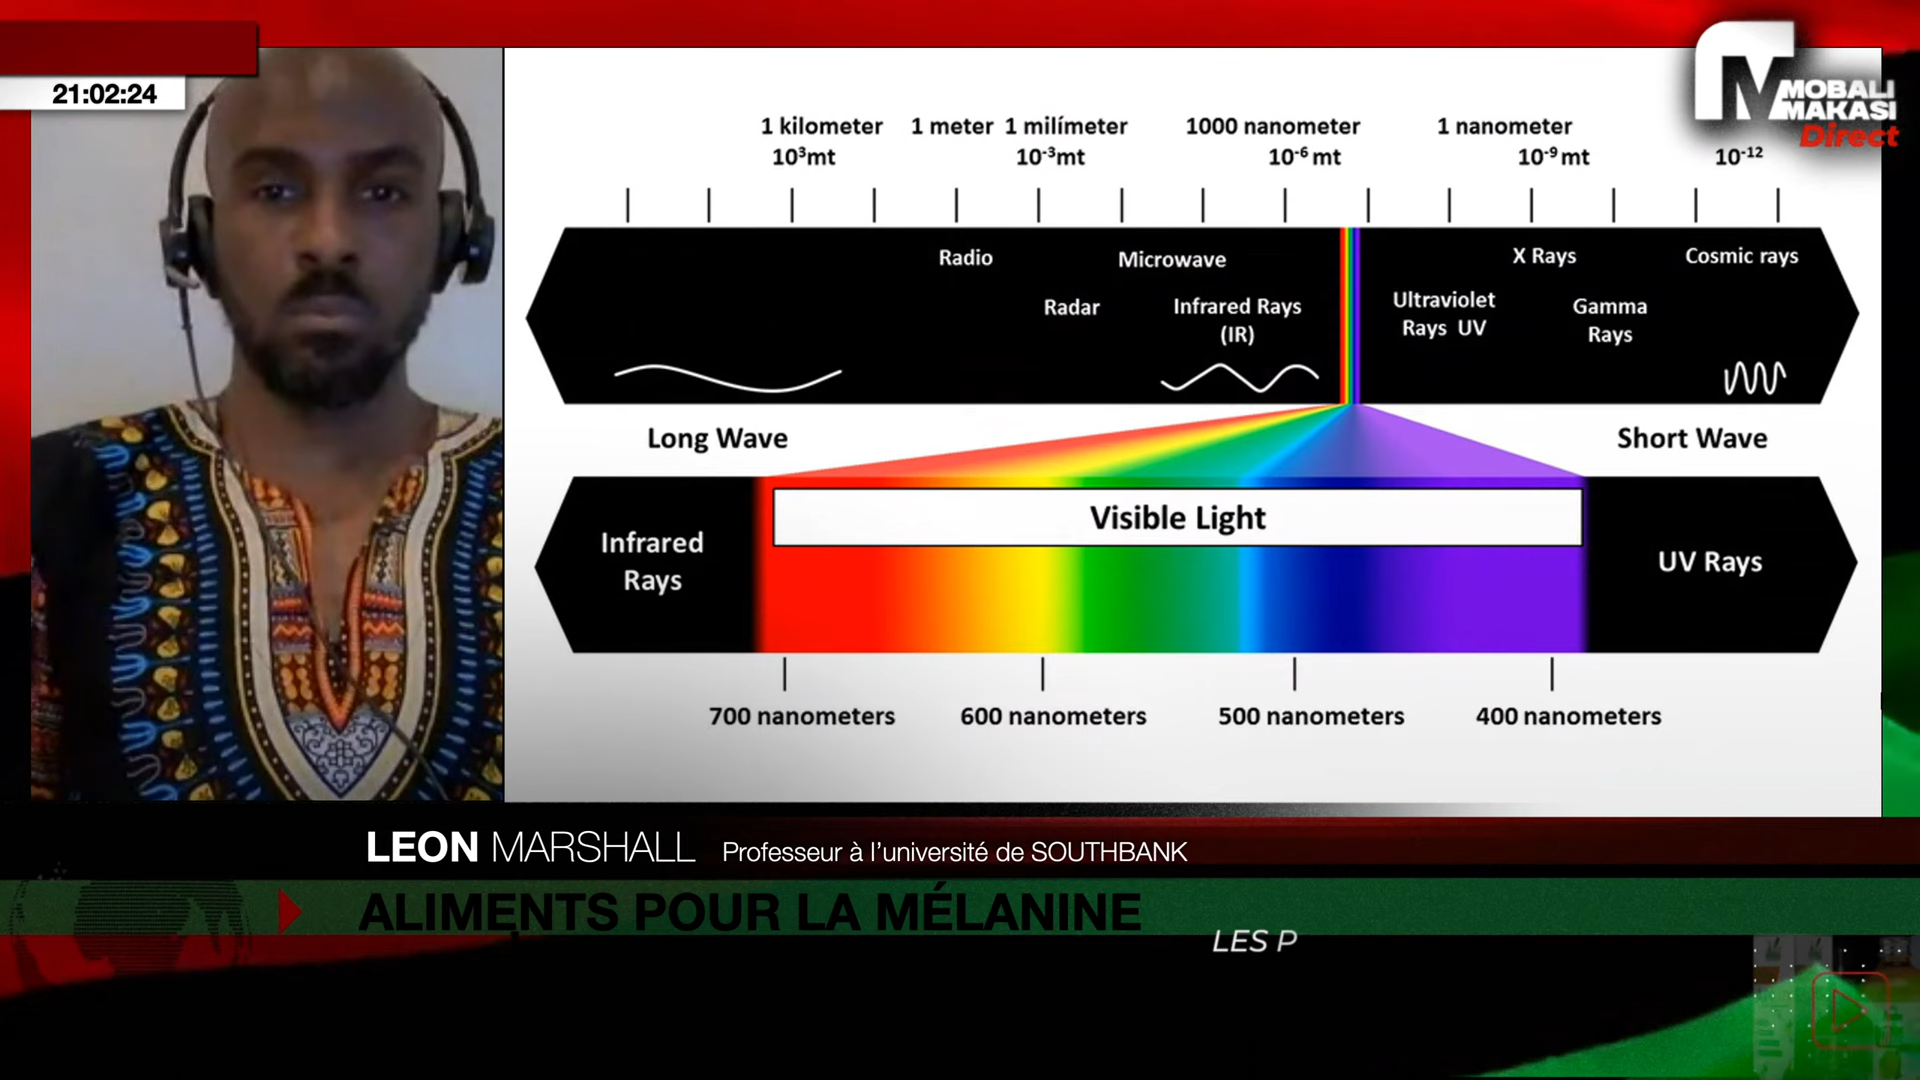 21:02:24
MOBALI
MAKASI
Direct
1 kilometer 1 meter 1 milímeter 1000 nanometer 1 nanometer
10³mt 10⁻³mt 10⁻⁶ mt 10⁻⁹ mt 10⁻¹²
Radio Microwave X Rays Cosmic rays
Radar Infrared Rays
(IR)
Ultraviolet
Rays UV
Gamma
Rays
Long Wave Short Wave
Visible Light
Infrared
Rays
UV Rays
700 nanometers 600 nanometers 500 nanometers 400 nanometers
LEON MARSHALL Professeur à l'université de SOUTHBANK
ALIMENTS POUR LA MÉLANINE
LES P